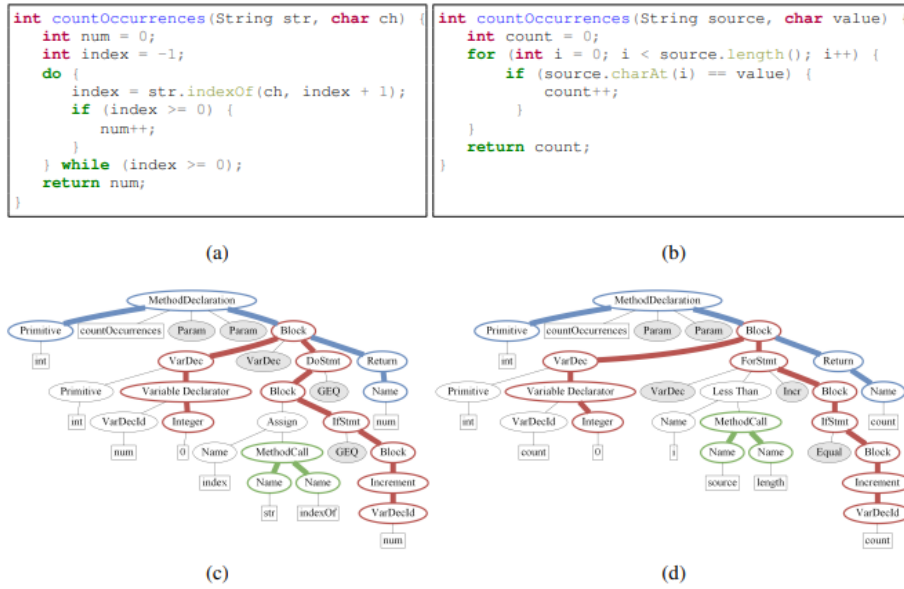 int countOccurrences(String str, char ch) {
int num = 0;
int index = -1;
do {
index = str.indexOf(ch, index + 1);
if (index >= 0) {
num++;
}
} while (index >= 0);
return num;
}
int countOccurrences(String source, char value) {
int count = 0;
for (int i = 0; i < source.length(); i++) {
if (source.charAt(i) == value) {
count++;
}
}
return count;
}
(a)
(b)
MethodDeclaration
Primitive countOccurrences Param Param Block
int VarDec VarDec DoStmt Return
Primitive Variable Declarator Block GEQ Name
int VarDecId Integer Assign IfStmt num
num 0 Name MethodCall GEQ Block
index Name Name Increment
str indexOf VarDecId
num
MethodDeclaration
Primitive countOccurrences Param Param Block
int VarDec ForStmt Return
Primitive Variable Declarator VarDec Less Than Incr Block Name
int VarDecId Integer Name MethodCall IfStmt count
count 0 i Name Name Equal Block
source length Increment
VarDecId
count
(c)
(d)